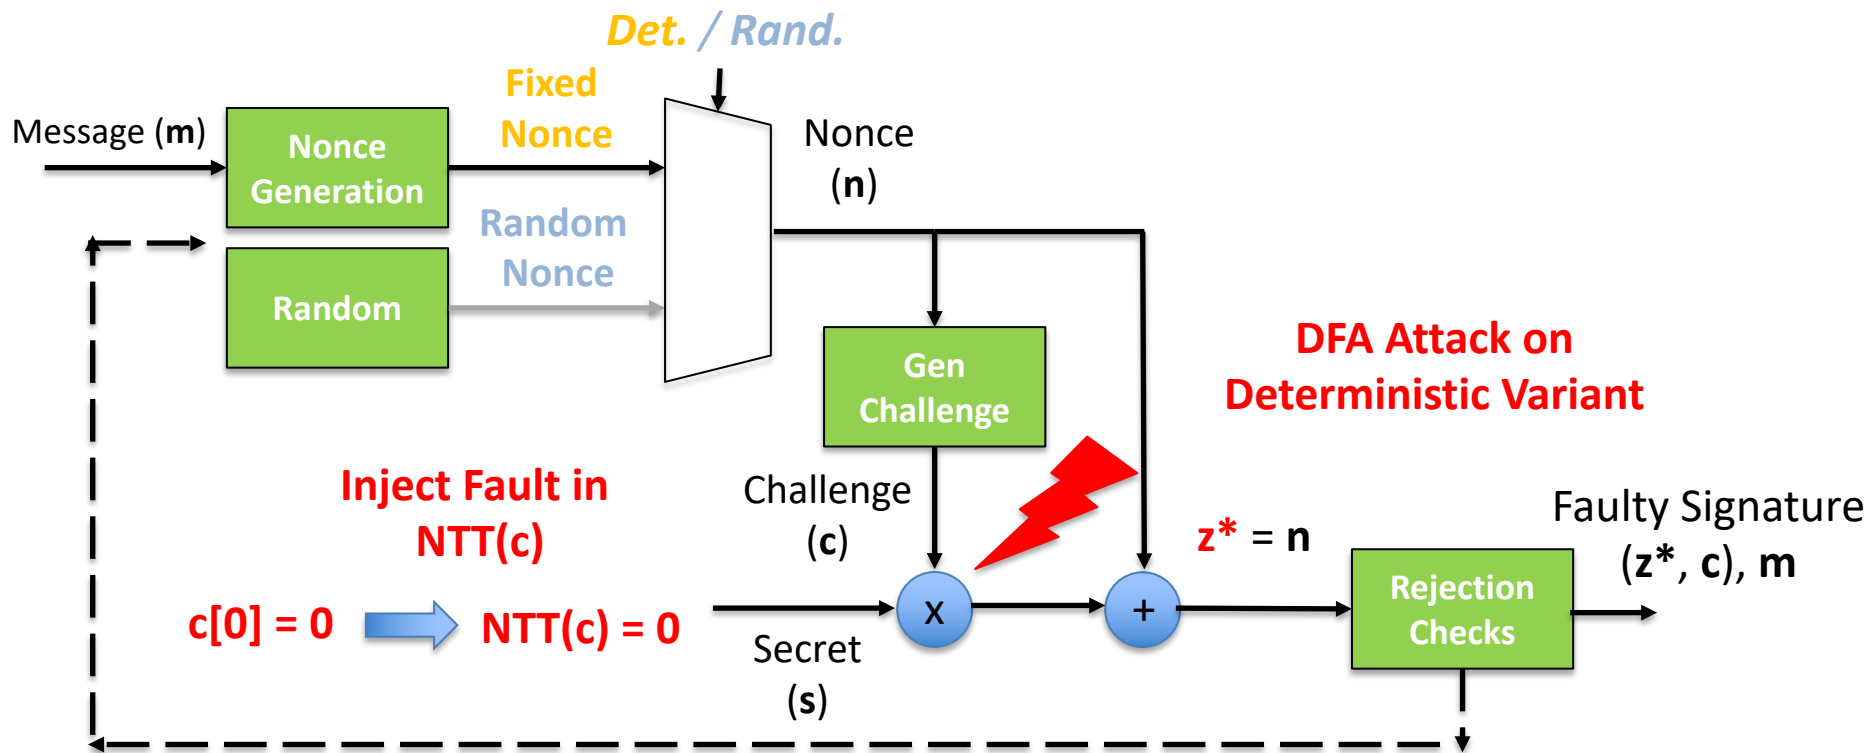 Det. / Rand.
Fixed
Nonce
Message (m)
Nonce
Generation
Nonce
(n)
Random
Nonce
Random
Gen
Challenge
DFA Attack on
Deterministic Variant
Inject Fault in
NTT(c)
Challenge
(c)
z* = n
Faulty Signature
(z*, c), m
Rejection
Checks
c[0] = 0
NTT(c) = 0
x
+
Secret
(s)